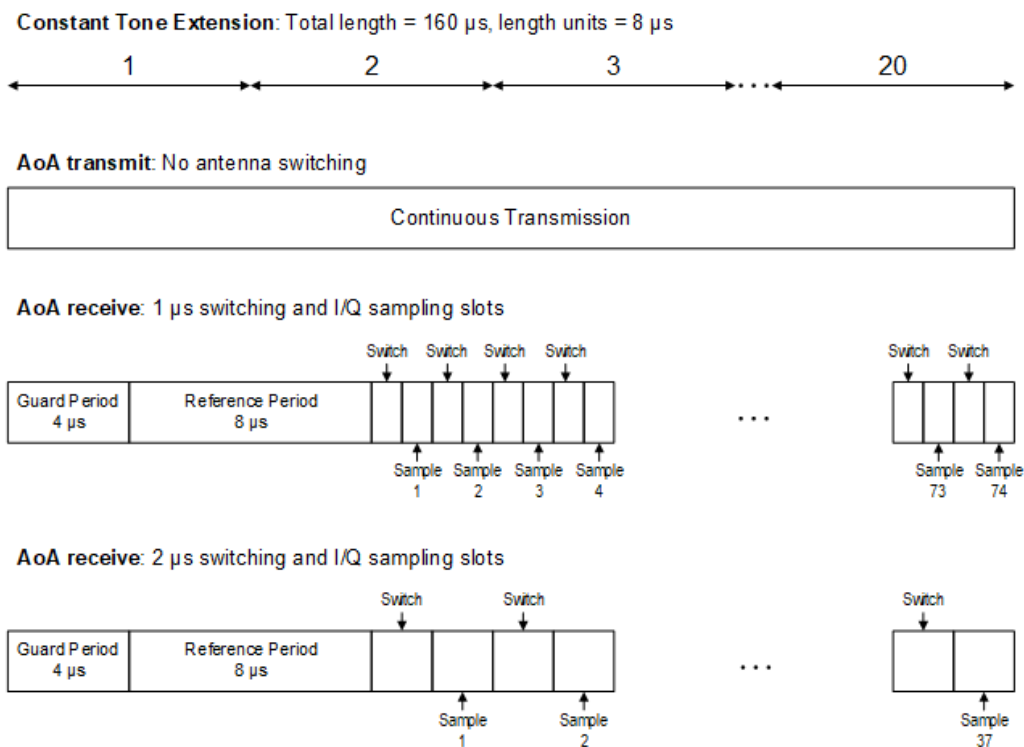 Constant Tone Extension: Total length = 160 µs, length units = 8 µs
1 2 3 ... 20
AoA transmit: No antenna switching
Continuous Transmission
AoA receive: 1 µs switching and I/Q sampling slots
Switch Switch Switch Switch Switch Switch
Guard Period
4 µs
Reference Period
8 µs
...
Sample
1
Sample
2
Sample
3
Sample
4
Sample
73
Sample
74
AoA receive: 2 µs switching and I/Q sampling slots
Switch Switch Switch
Guard Period
4 µs
Reference Period
8 µs
...
Sample
1
Sample
2
Sample
37